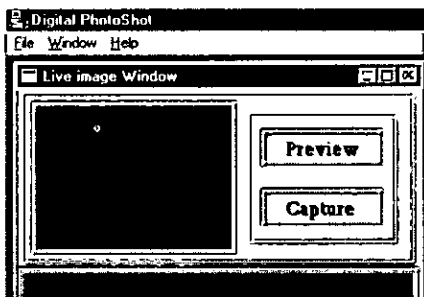 Digital PhotoShot
File Window Help
Live image Window
Preview
Capture